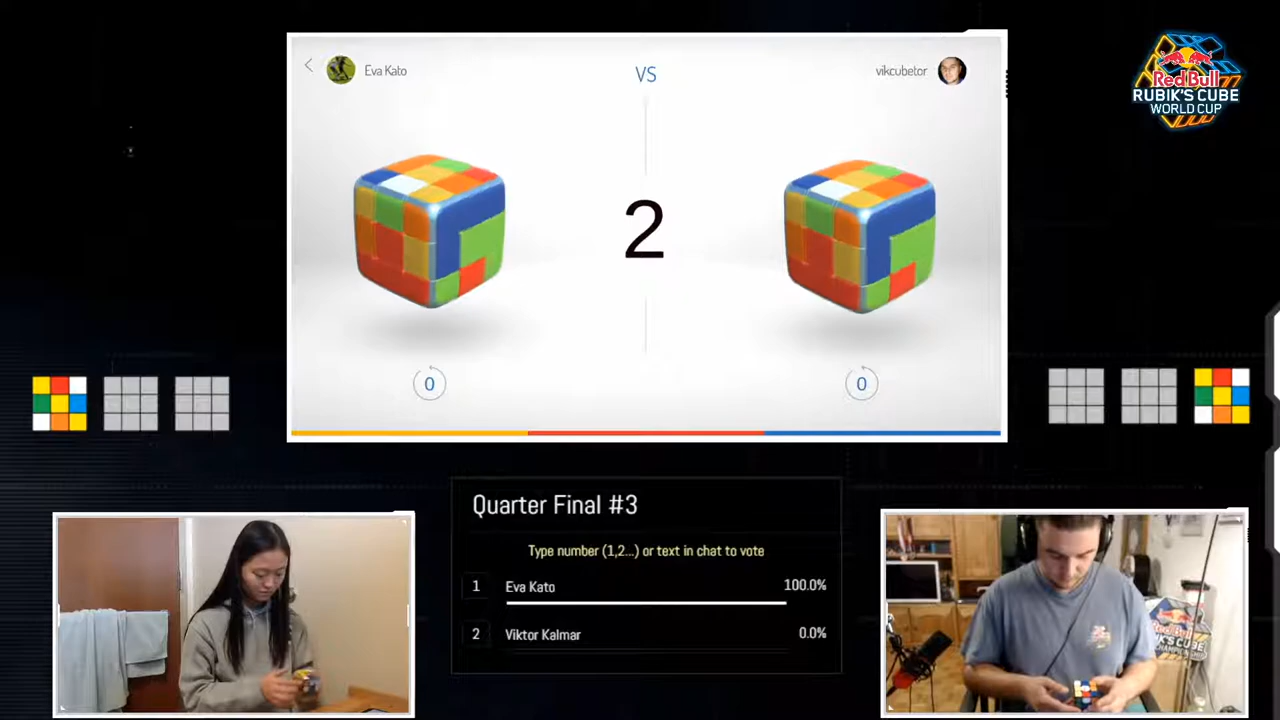 Eva Kato
VS
vikcubetor
RedBull
RUBIK'S CUBE
WORLD CUP
2
0
0
Quarter Final #3
Type number (1,2...) or text in chat to vote
1 Eva Kato 100.0%
2 Viktor Kalmar 0.0%
Red Bull